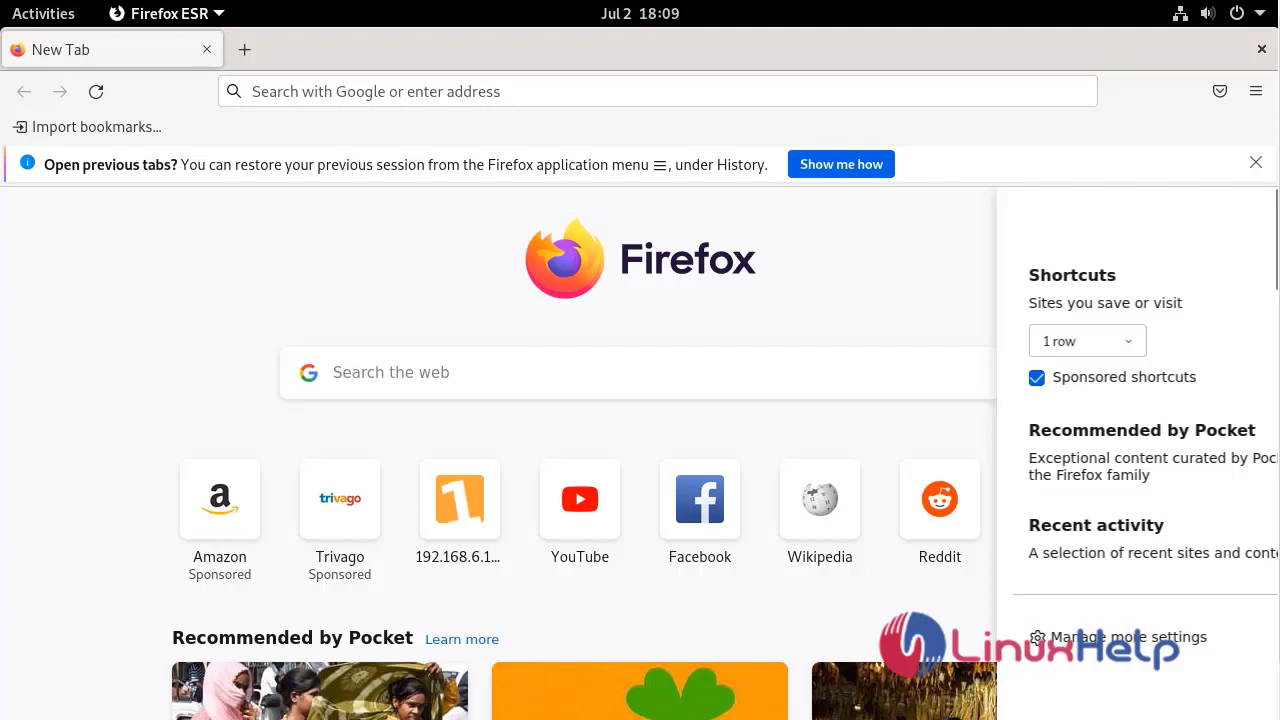 Activities Firefox ESR Jul 2 18:09
New Tab
Search with Google or enter address
Import bookmarks...
Open previous tabs? You can restore your previous session from the Firefox application menu ☰, under History. Show me how
Firefox
Search the web
a
trivago
1
f
Amazon
Sponsored
Trivago
Sponsored
192.168.6.1...
YouTube
Facebook
Wikipedia
Reddit
Recommended by Pocket Learn more
Shortcuts
Sites you save or visit
1 row
Sponsored shortcuts
Recommended by Pocket
Exceptional content curated by Poc
the Firefox family
Recent activity
A selection of recent sites and conte
Manage more settings
LinuxHelp